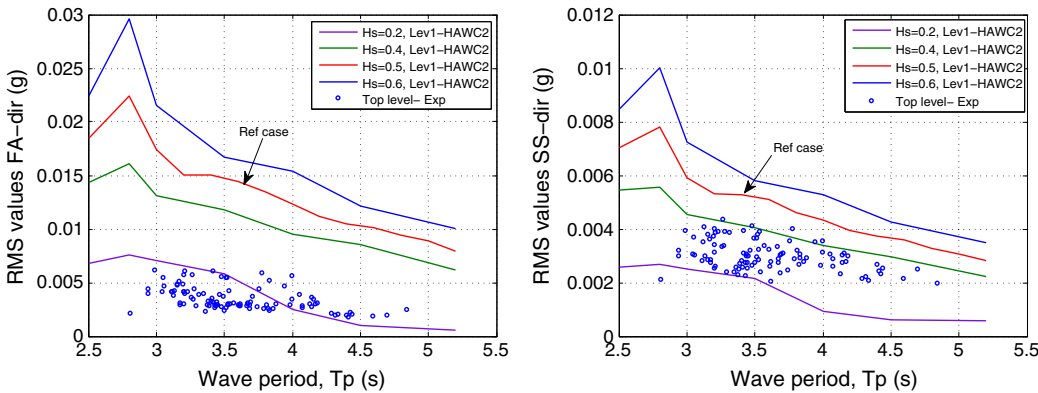 RMS values FA-dir (g)
0.03
0.025
0.02
0.015
0.01
0.005
0
2.5 3 3.5 4 4.5 5 5.5
Wave period, Tp (s)
Hs=0.2, Lev1-HAWC2
Hs=0.4, Lev1-HAWC2
Hs=0.5, Lev1-HAWC2
Hs=0.6, Lev1-HAWC2
Top level- Exp
Ref case
RMS values SS-dir (g)
0.012
0.01
0.008
0.006
0.004
0.002
0
2.5 3 3.5 4 4.5 5 5.5
Wave period, Tp (s)
Hs=0.2, Lev1-HAWC2
Hs=0.4, Lev1-HAWC2
Hs=0.5, Lev1-HAWC2
Hs=0.6, Lev1-HAWC2
Top level- Exp
Ref case